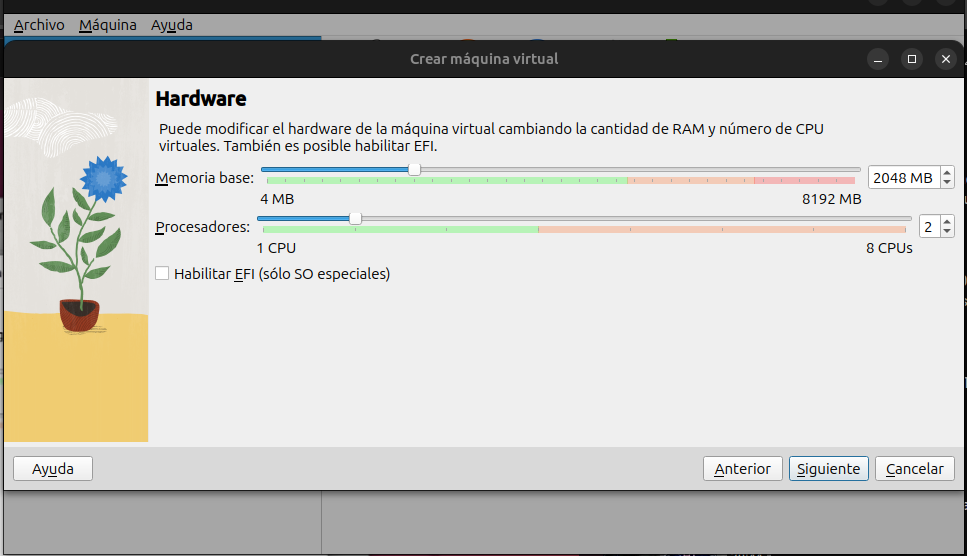 Archivo Máquina Ayuda
Crear máquina virtual
Hardware
Puede modificar el hardware de la máquina virtual cambiando la cantidad de RAM y número de CPU
virtuales. También es posible habilitar EFI.
Memoria base: 2048 MB
4 MB 8192 MB
Procesadores: 2
1 CPU 8 CPUs
Habilitar EFI (sólo SO especiales)
Ayuda Anterior Siguiente Cancelar